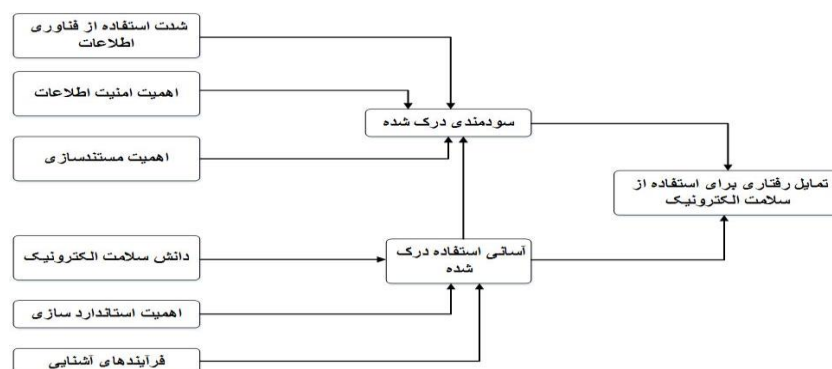 شدت استفاده از فناوری
اطلاعات
اهمیت امنیت اطلاعات
سودمندی درک شده
اهمیت مستندسازی
تمایل رفتاری برای استفاده از
سلامت الکترونیک
آسانی استفاده درک
شده
دانش سلامت الکترونیک
اهمیت استاندارد سازی
فرآیندهای آشنایی